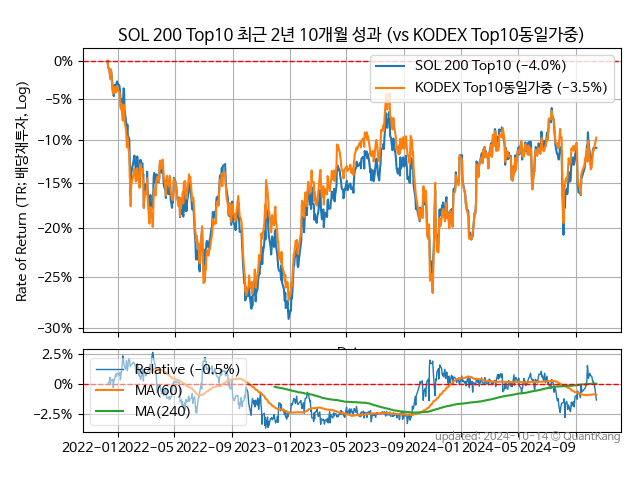 SOL 200 Top10 최근 2년 10개월 성과 (vs KODEX Top10동일가중)
Rate of Return (TR: 배당재투자, Log)
0%
−5%
−10%
−15%
−20%
−25%
−30%
SOL 200 Top10 (−4.0%)
KODEX Top10동일가중 (−3.5%)
2.5%
0%
−2.5%
Relative (−0.5%)
MA(60)
MA(240)
2022−01 2022−05 2022−09 2023−01 2023−05 2023−09 2024−01 2024−05 2024−09
updated: 2024-10-14 © QuantKang